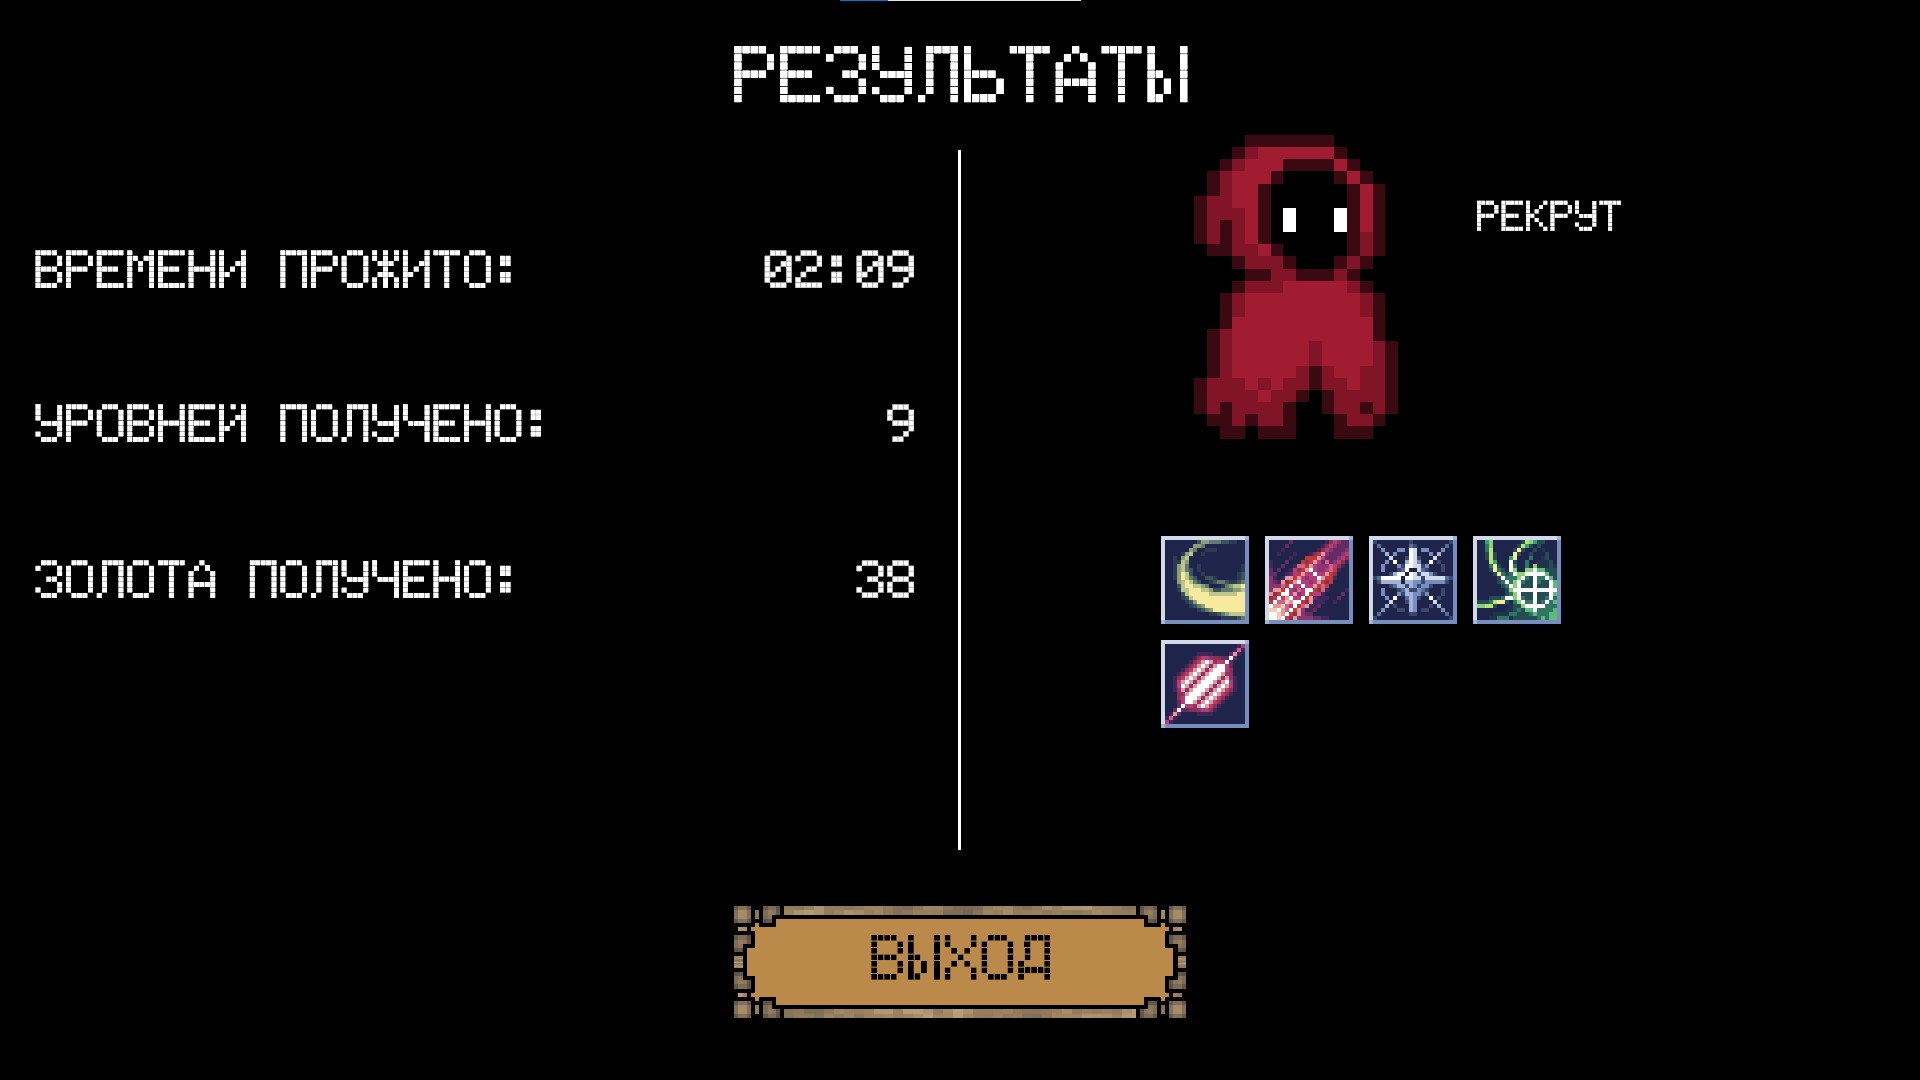 РЕЗУЛЬТАТЫ
ВРЕМЕНИ ПРОЖИТО: 02:09
УРОВНЕЙ ПОЛУЧЕНО: 9
ЗОЛОТА ПОЛУЧЕНО: 38
РЕКРУТ
ВЫХОД